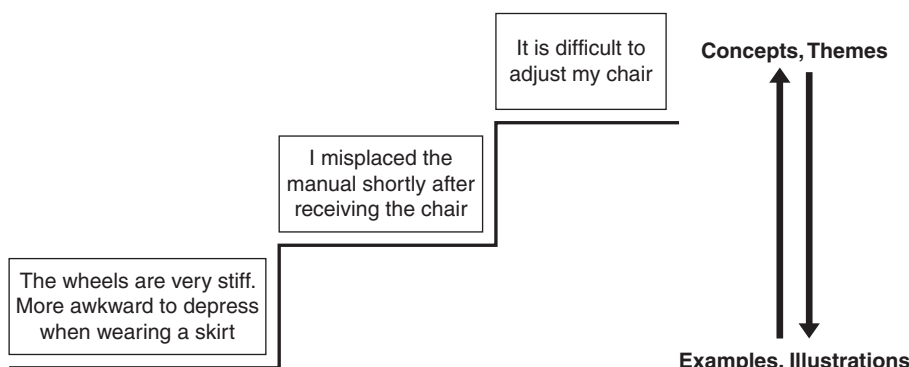 It is difficult to
adjust my chair
Concepts, Themes
I misplaced the
manual shortly after
receiving the chair
The wheels are very stiff.
More awkward to depress
when wearing a skirt
Examples, Illustrations